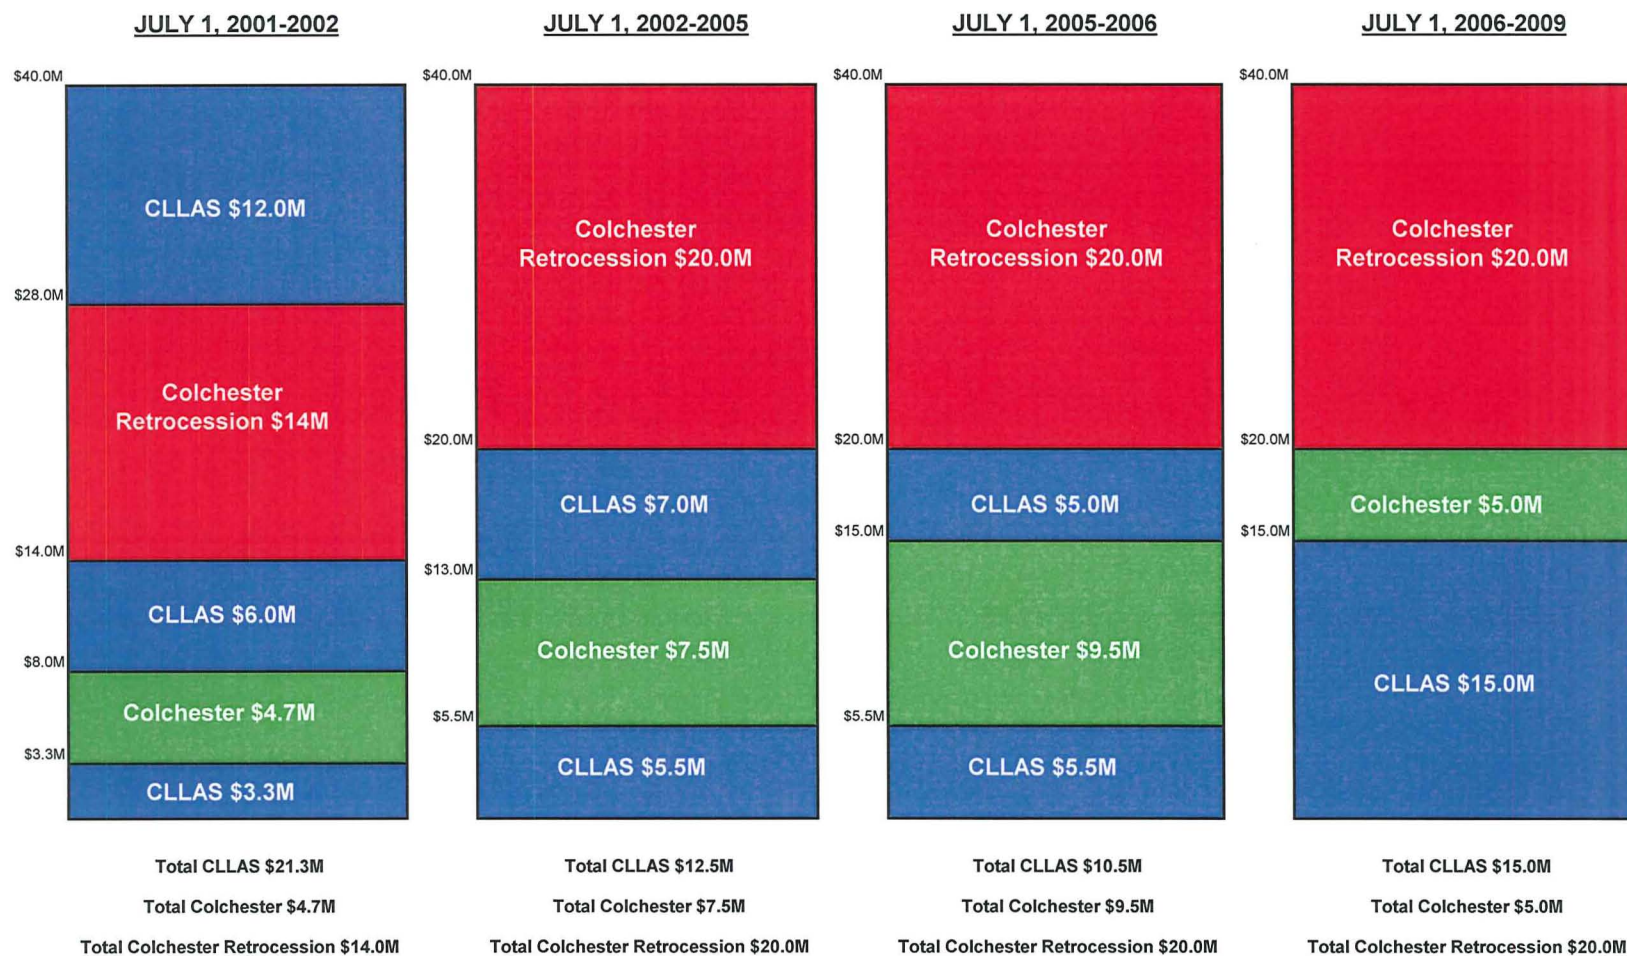 JULY 1, 2001-2002
$40.0M
CLLAS $12.0M
$28.0M
Colchester
Retrocession $14M
$14.0M
CLLAS $6.0M
$8.0M
Colchester $4.7M
$3.3M
CLLAS $3.3M
Total CLLAS $21.3M
Total Colchester $4.7M
Total Colchester Retrocession $14.0M
JULY 1, 2002-2005
$40.0M
Colchester
Retrocession $20.0M
$20.0M
CLLAS $7.0M
$13.0M
Colchester $7.5M
$5.5M
CLLAS $5.5M
Total CLLAS $12.5M
Total Colchester $7.5M
Total Colchester Retrocession $20.0M
JULY 1, 2005-2006
$40.0M
Colchester
Retrocession $20.0M
$20.0M
CLLAS $5.0M
$15.0M
Colchester $9.5M
$5.5M
CLLAS $5.5M
Total CLLAS $10.5M
Total Colchester $9.5M
Total Colchester Retrocession $20.0M
JULY 1, 2006-2009
$40.0M
Colchester
Retrocession $20.0M
$20.0M
Colchester $5.0M
$15.0M
CLLAS $15.0M
Total CLLAS $15.0M
Total Colchester $5.0M
Total Colchester Retrocession $20.0M